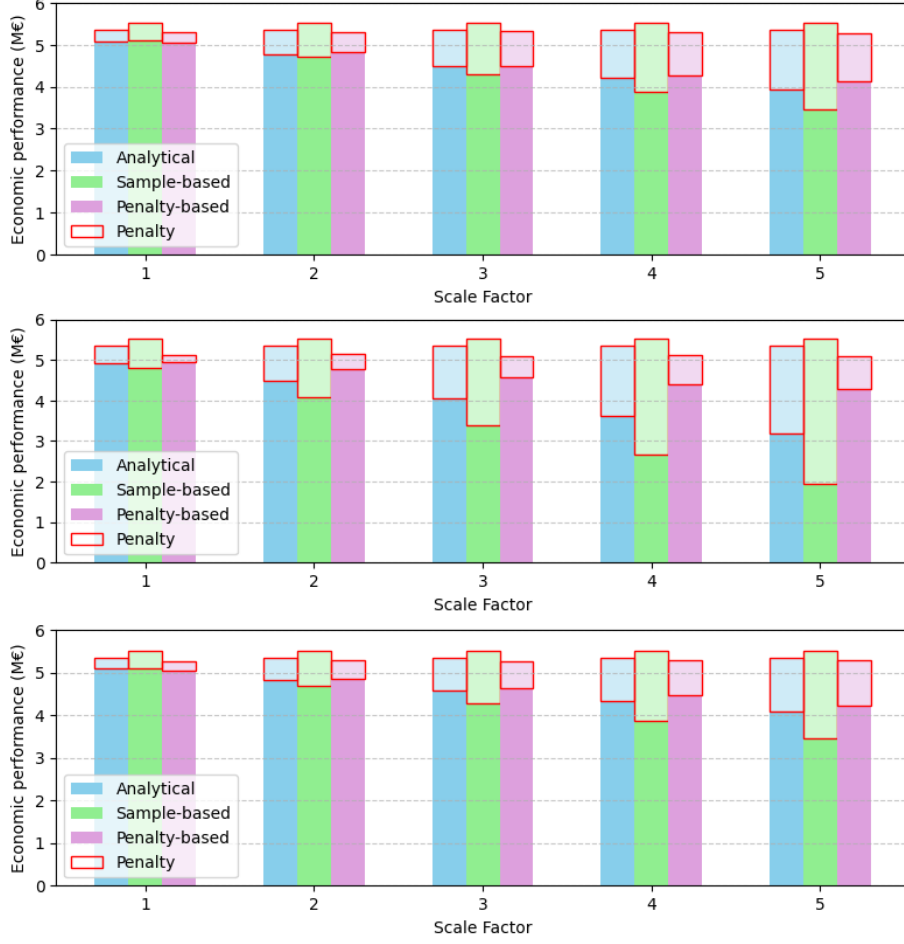 6
5
4
3
2
1
0
Economic performance (M€)
Analytical
Sample-based
Penalty-based
Penalty
1 2 3 4 5
Scale Factor
6
5
4
3
2
1
0
Economic performance (M€)
Analytical
Sample-based
Penalty-based
Penalty
1 2 3 4 5
Scale Factor
6
5
4
3
2
1
0
Economic performance (M€)
Analytical
Sample-based
Penalty-based
Penalty
1 2 3 4 5
Scale Factor